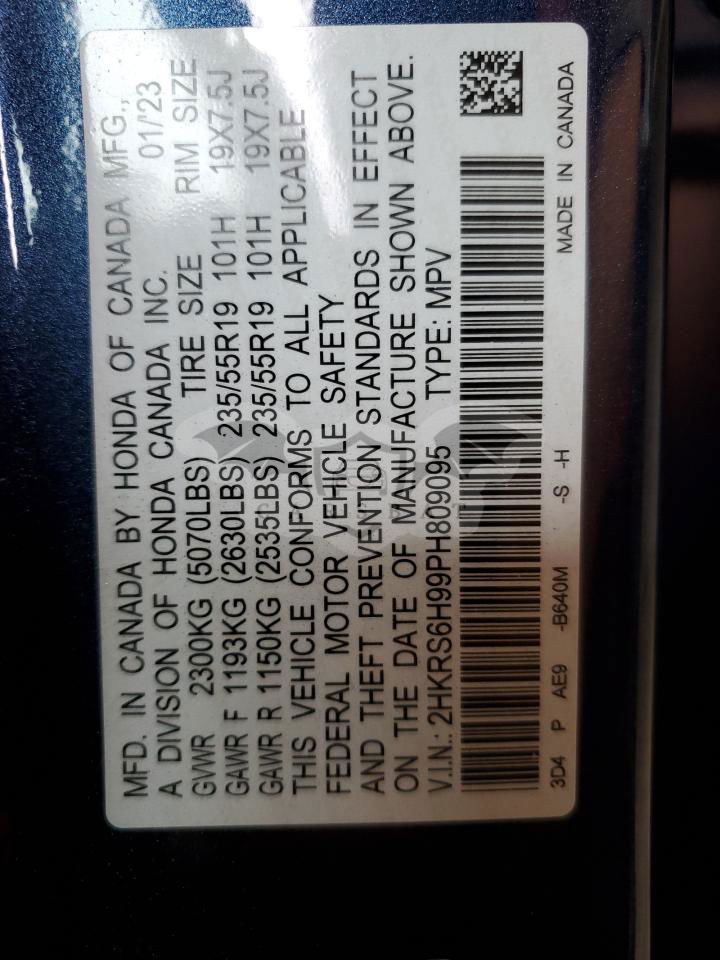 MFD. IN CANADA BY HONDA OF CANADA MFG.,
A DIVISION OF HONDA CANADA INC. 01/'23
GVWR 2300KG (5070LBS) TIRE SIZE RIM SIZE
GAWR F 1193KG (2630LBS) 235/55R19 101H 19X7.5J
GAWR R 1150KG (2535LBS) 235/55R19 101H 19X7.5J
THIS VEHICLE CONFORMS TO ALL APPLICABLE
FEDERAL MOTOR VEHICLE SAFETY
AND THEFT PREVENTION STANDARDS IN EFFECT
ON THE DATE OF MANUFACTURE SHOWN ABOVE.
V.I.N.: 2HKRS6H99PH809095 TYPE: MPV
3D4 P AE9 -B640M -S -H MADE IN CANADA